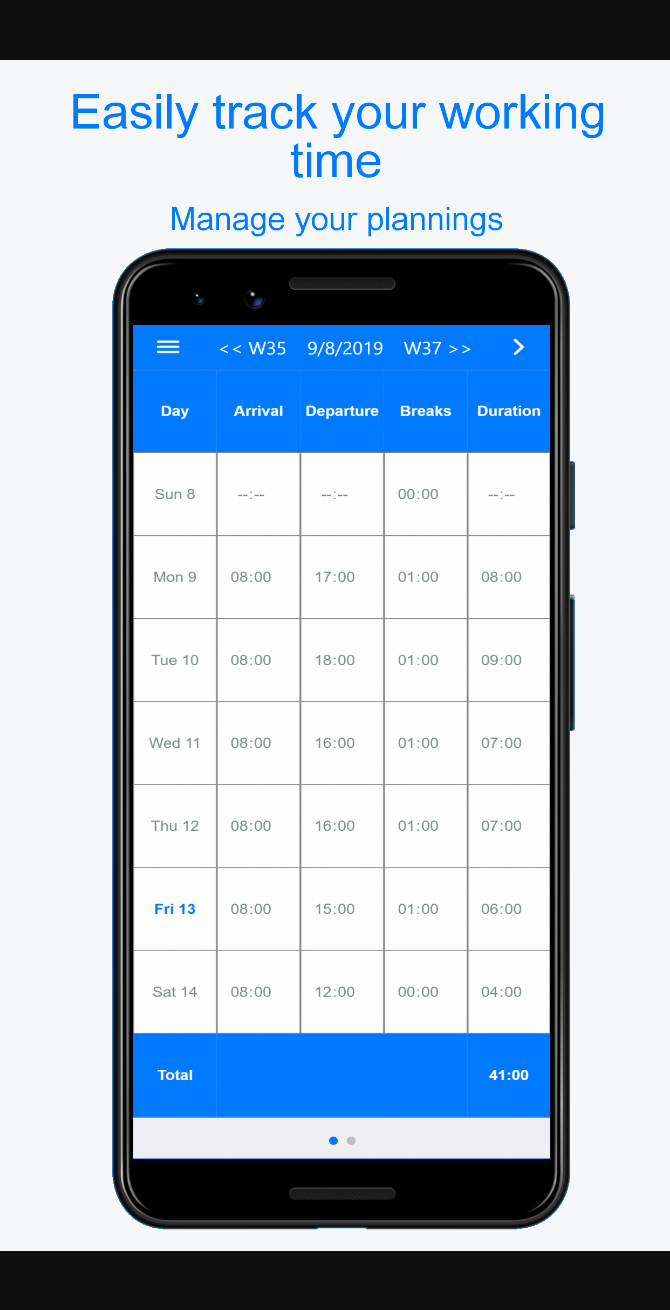 Easily track your working
time
Manage your plannings
<< W35 9/8/2019 W37 >>
Day Arrival Departure Breaks Duration
Sun 8 --:-- --:-- 00:00 --:--
Mon 9 08:00 17:00 01:00 08:00
Tue 10 08:00 18:00 01:00 09:00
Wed 11 08:00 16:00 01:00 07:00
Thu 12 08:00 16:00 01:00 07:00
Fri 13 08:00 15:00 01:00 06:00
Sat 14 08:00 12:00 00:00 04:00
Total 41:00